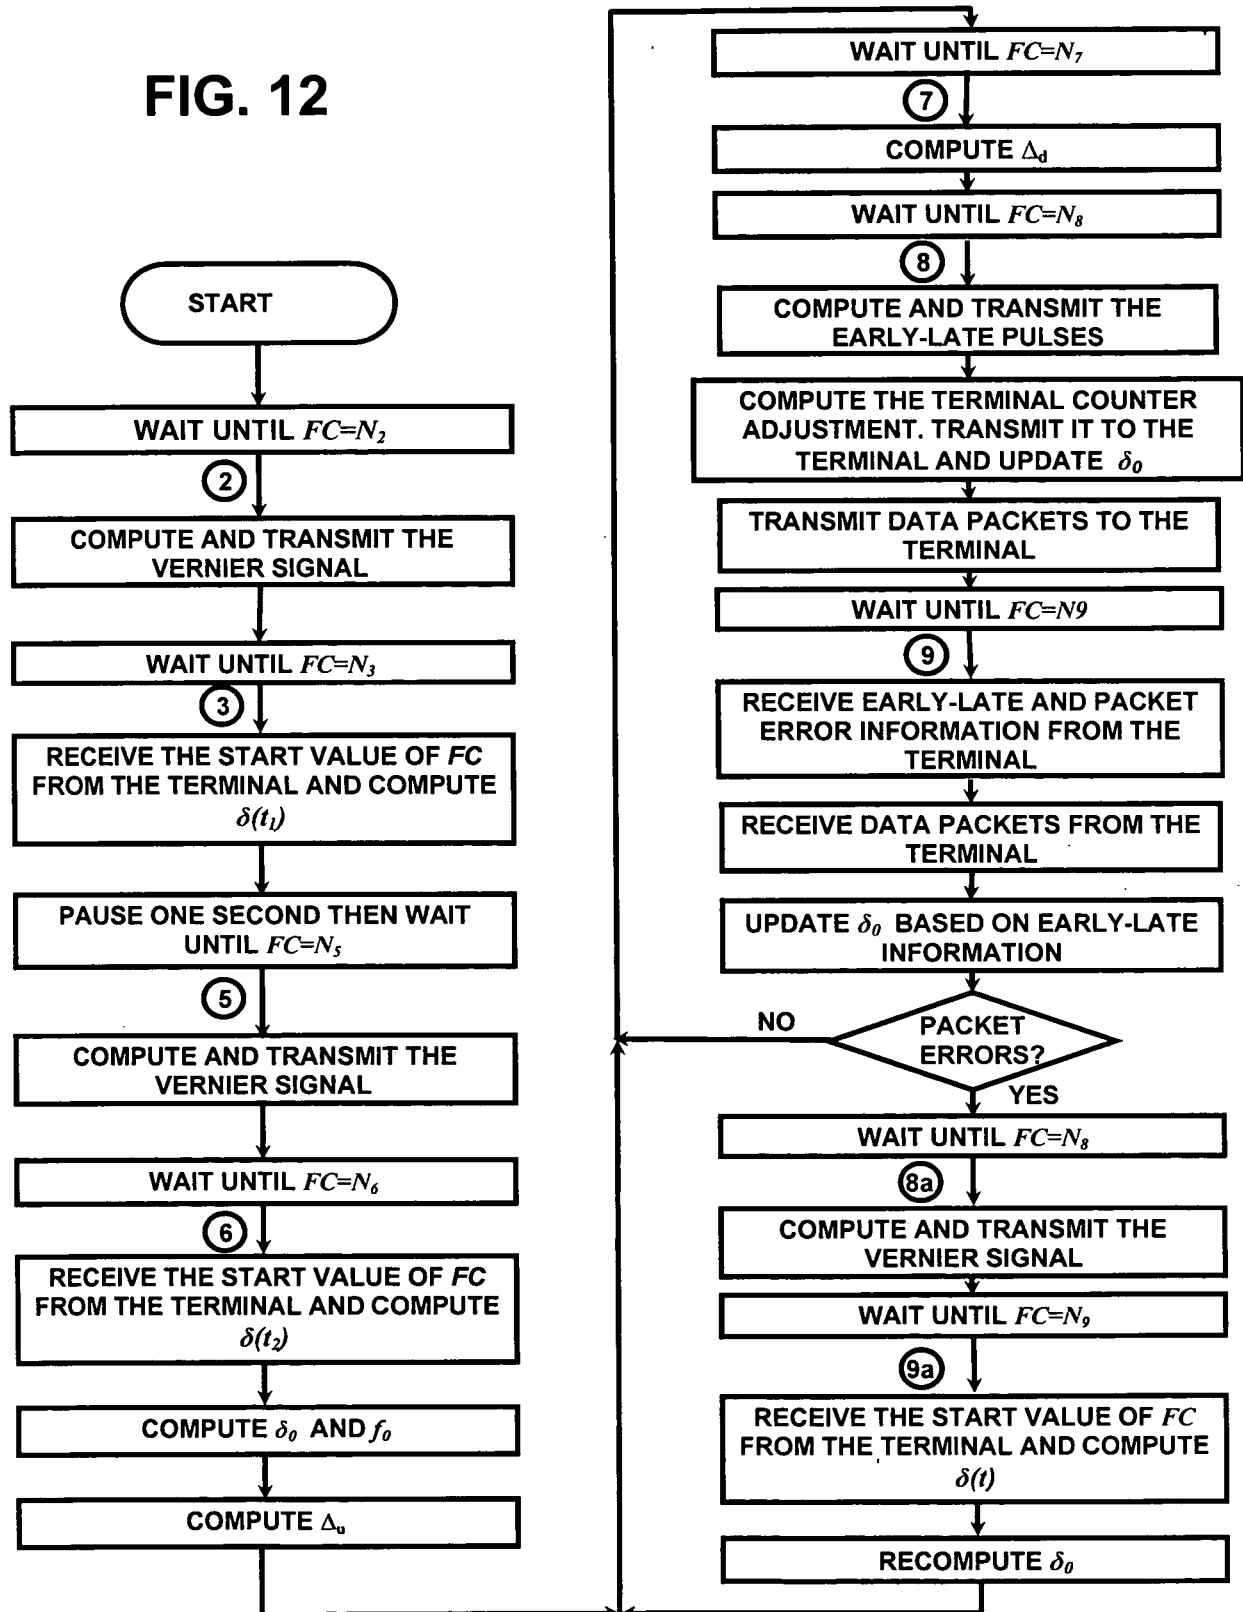 FIG. 12
START
WAIT UNTIL FC=N₂
2
COMPUTE AND TRANSMIT THE
VERNIER SIGNAL
WAIT UNTIL FC=N₃
3
RECEIVE THE START VALUE OF FC
FROM THE TERMINAL AND COMPUTE
δ(t₁)
PAUSE ONE SECOND THEN WAIT
UNTIL FC=N₅
5
COMPUTE AND TRANSMIT THE
VERNIER SIGNAL
WAIT UNTIL FC=N₆
6
RECEIVE THE START VALUE OF FC
FROM THE TERMINAL AND COMPUTE
δ(t₂)
COMPUTE δ₀ AND f₀
COMPUTE Δᵤ
WAIT UNTIL FC=N₇
7
COMPUTE Δd
WAIT UNTIL FC=N₈
8
COMPUTE AND TRANSMIT THE
EARLY-LATE PULSES
COMPUTE THE TERMINAL COUNTER
ADJUSTMENT. TRANSMIT IT TO THE
TERMINAL AND UPDATE δ₀
TRANSMIT DATA PACKETS TO THE
TERMINAL
WAIT UNTIL FC=N9
9
RECEIVE EARLY-LATE AND PACKET
ERROR INFORMATION FROM THE
TERMINAL
RECEIVE DATA PACKETS FROM THE
TERMINAL
UPDATE δ₀ BASED ON EARLY-LATE
INFORMATION
NO
PACKET
ERRORS?
YES
WAIT UNTIL FC=N₈
8a
COMPUTE AND TRANSMIT THE
VERNIER SIGNAL
WAIT UNTIL FC=N₉
9a
RECEIVE THE START VALUE OF FC
FROM THE TERMINAL AND COMPUTE
δ(t)
RECOMPUTE δ₀